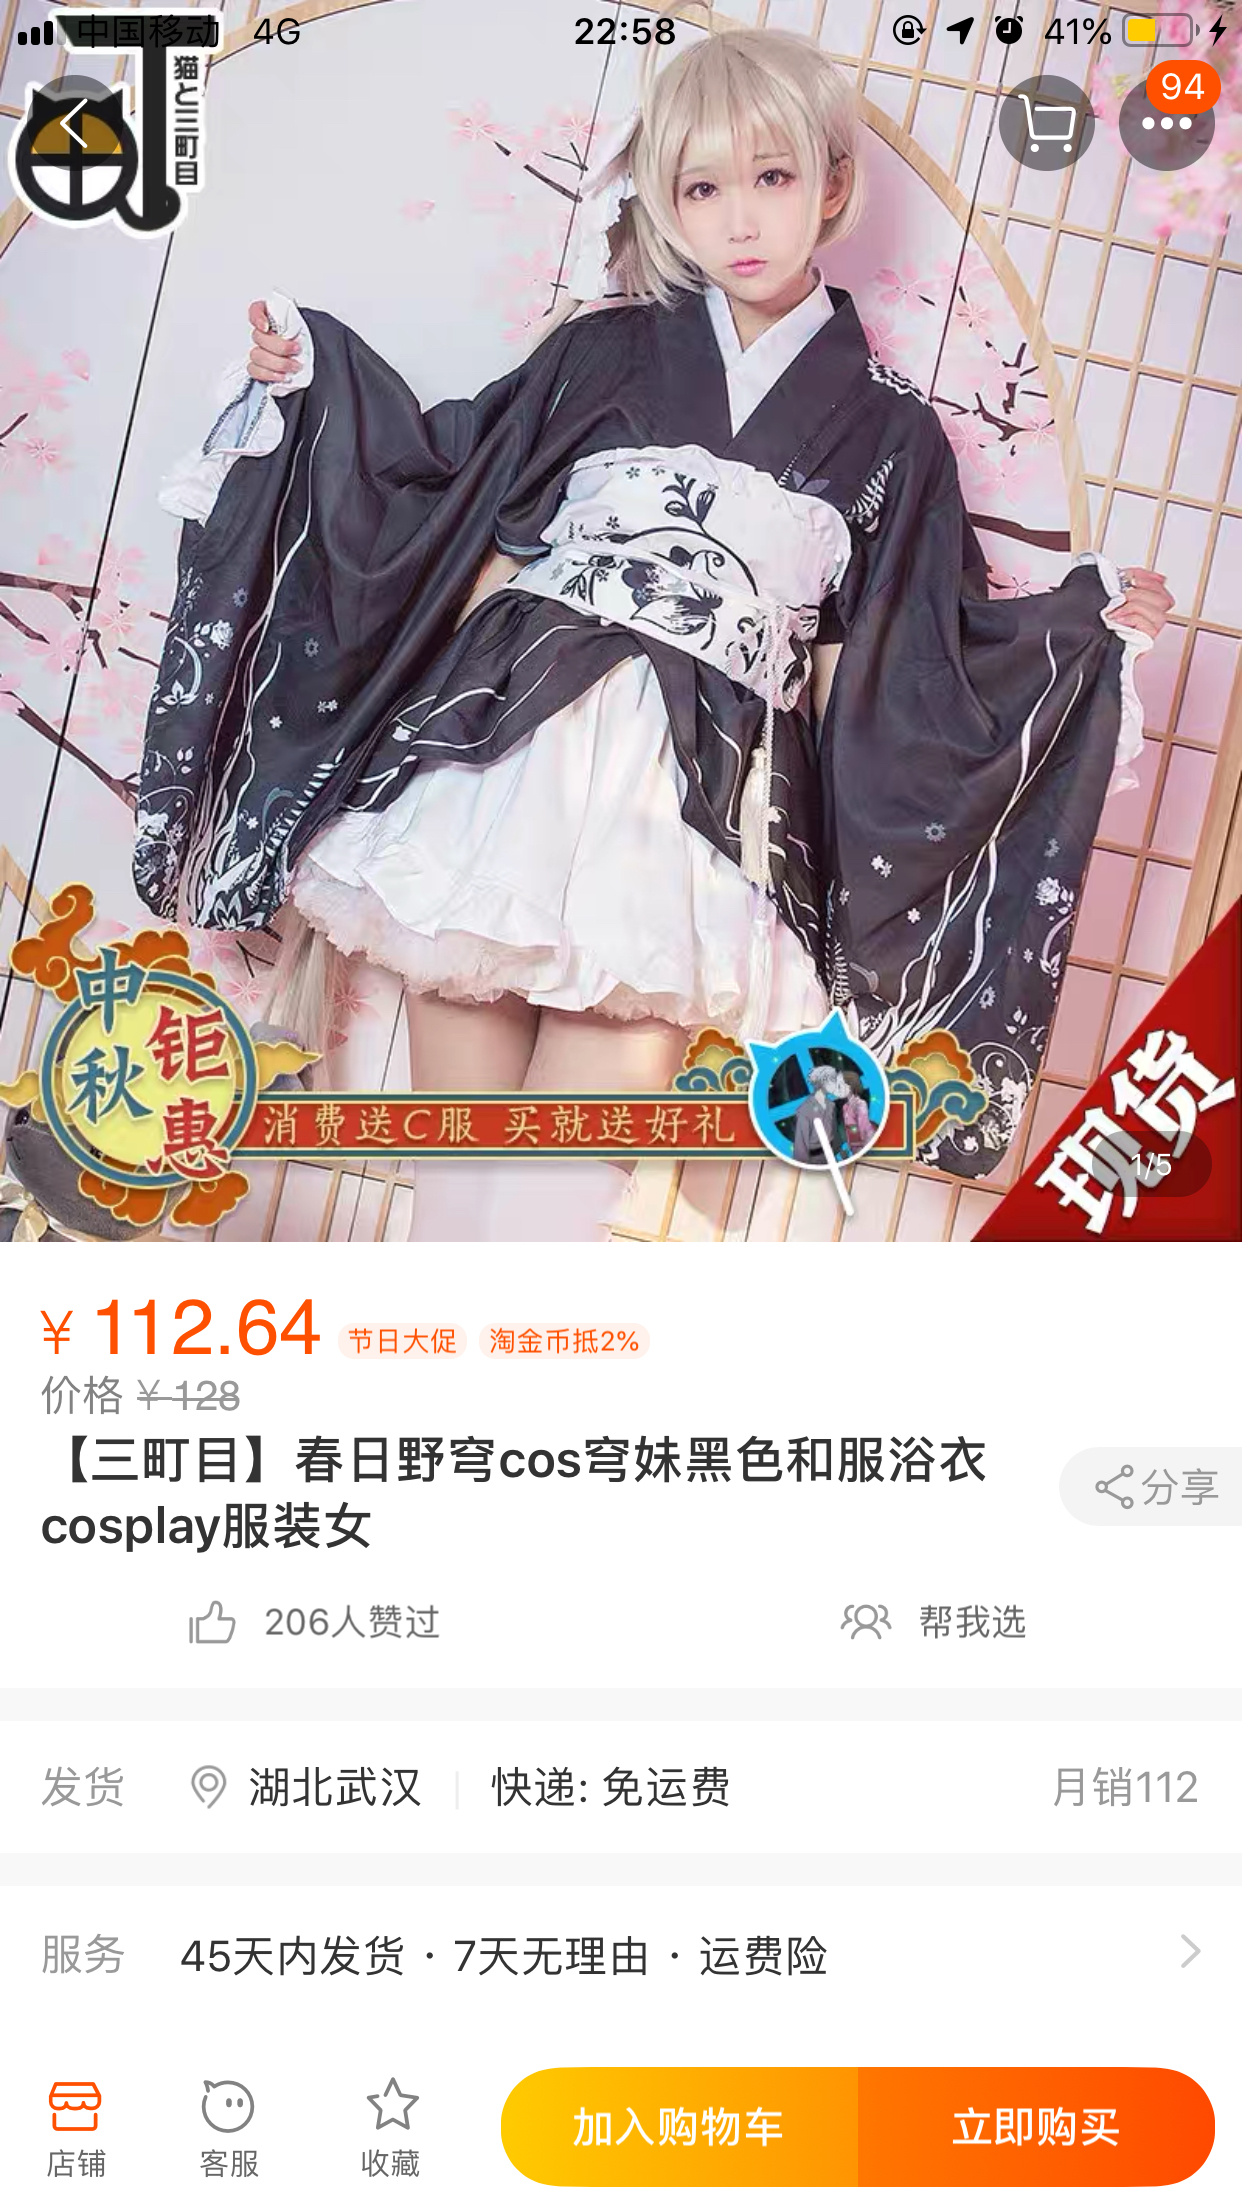 中国移动 4G 22:58 41%
猫と三町目
94
中秋
钜惠
消费送C服 买就送好礼
现货
1/5
¥ 112.64 节日大促 淘金币抵2%
价格 ¥ 128
【三町目】春日野穹cos穹妹黑色和服浴衣
cosplay服装女
分享
206人赞过 帮我选
发货 湖北武汉 快递: 免运费 月销112
服务 45天内发货 · 7天无理由 · 运费险
店铺 客服 收藏 加入购物车 立即购买